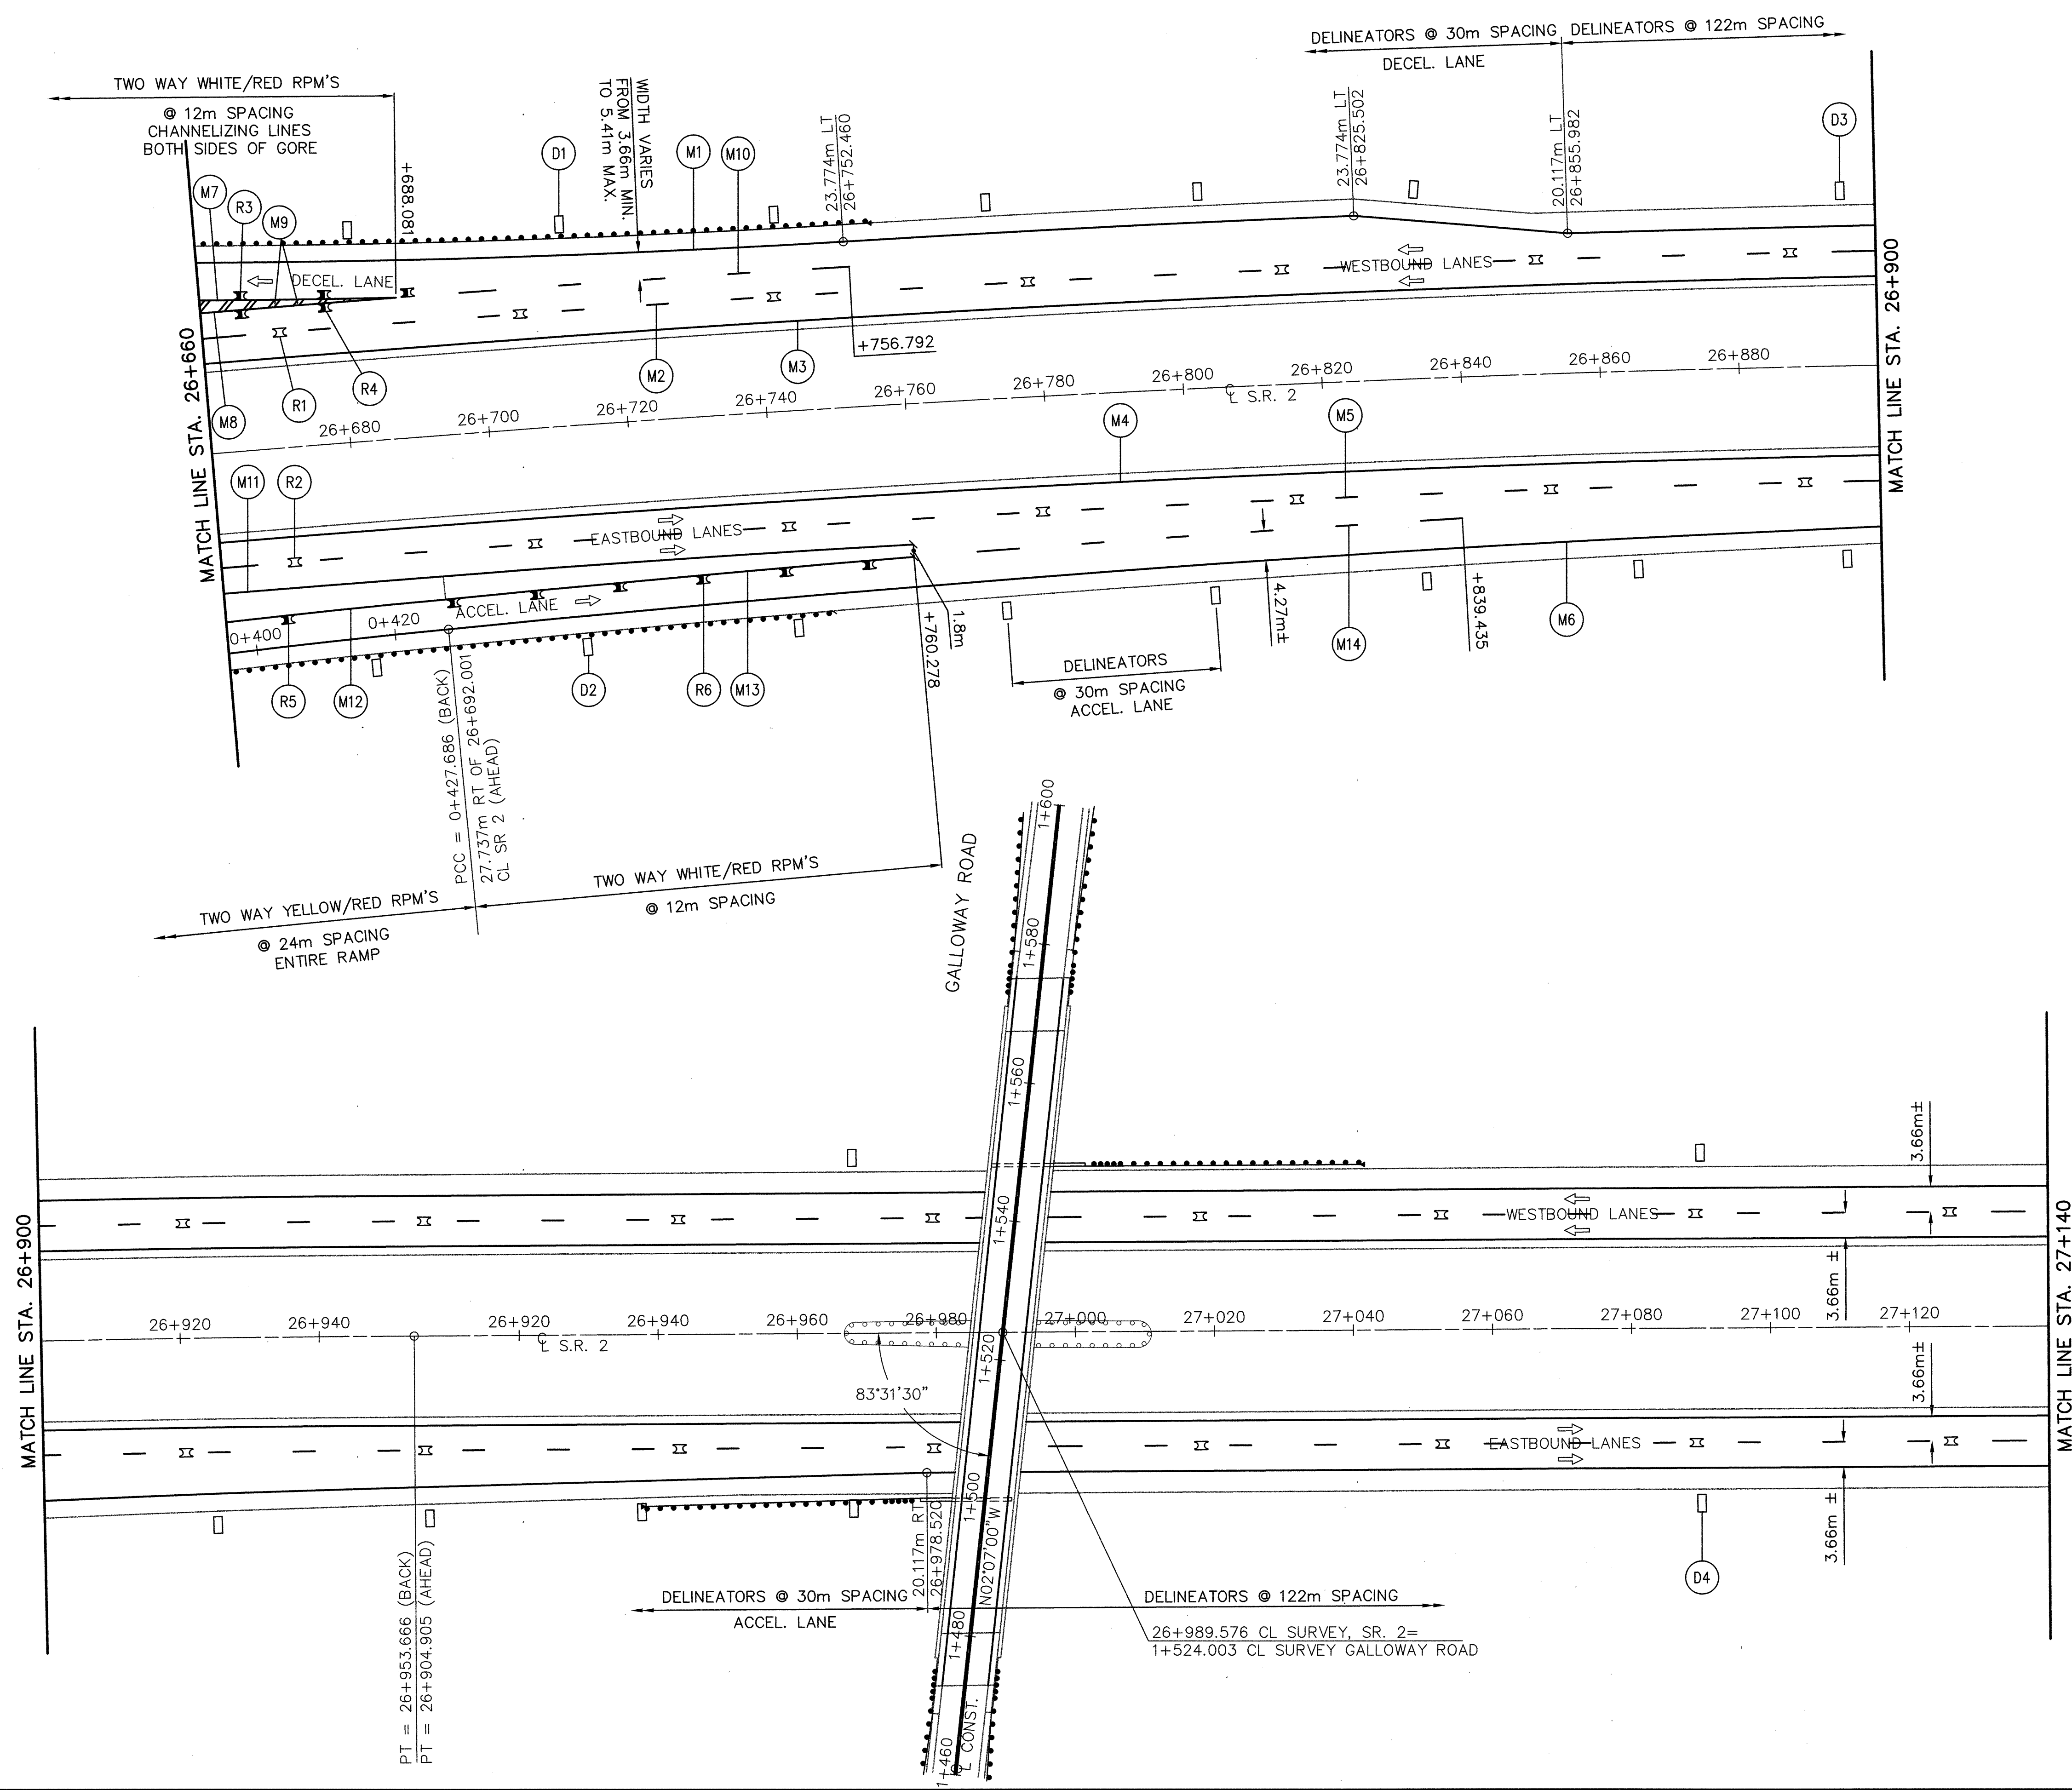 DELINEATORS @ 30m SPACING
DELINEATORS @ 122m SPACING
DECEL. LANE
TWO WAY WHITE/RED RPM'S
@ 12m SPACING
CHANNELIZING LINES
BOTH SIDES OF GORE
WIDTH VARIES
FROM 3.66m MIN.
TO 5.41m MAX.
D1
M1
M10
23.774m LT
26+752.460
23.774m LT
26+825.502
20.117m LT
26+855.982
D3
+688.081
M7
R3
M9
DECEL. LANE
WESTBOUND LANES
MATCH LINE STA. 26+660
MATCH LINE STA. 26+900
+756.792
M8
R1
R4
M2
M3
26+680
26+700
26+720
26+740
26+760
26+780
26+800
26+820
26+840
26+860
26+880
℄ S.R. 2
M11
R2
M4
M5
EASTBOUND LANES
ACCEL. LANE
0+400
0+420
R5
M12
D2
R6
M13
1.8m
+760.278
4.27m±
M14
+839.435
M6
DELINEATORS
@ 30m SPACING
ACCEL. LANE
PCC = 0+427.686 (BACK)
27.737m RT OF 26+692.001
CL SR 2 (AHEAD)
TWO WAY YELLOW/RED RPM'S
@ 24m SPACING
ENTIRE RAMP
TWO WAY WHITE/RED RPM'S
@ 12m SPACING
GALLOWAY ROAD
1+600
1+580
1+560
1+540
1+520
1+500
1+480
1+460
MATCH LINE STA. 26+900
MATCH LINE STA. 27+140
WESTBOUND LANES
3.66m±
3.66m ±
26+920
26+940
26+920
26+940
26+960
26+980
27+000
27+020
27+040
27+060
27+080
27+100
27+120
℄ S.R. 2
83°31'30"
3.66m±
3.66m ±
EASTBOUND LANES
20.117m RT
26+978.520
N02°07'00"W
D4
PT = 26+953.666 (BACK)
PT = 26+904.905 (AHEAD)
DELINEATORS @ 30m SPACING
ACCEL. LANE
DELINEATORS @ 122m SPACING
26+989.576 CL SURVEY, SR. 2=
1+524.003 CL SURVEY GALLOWAY ROAD
℄ CONST.